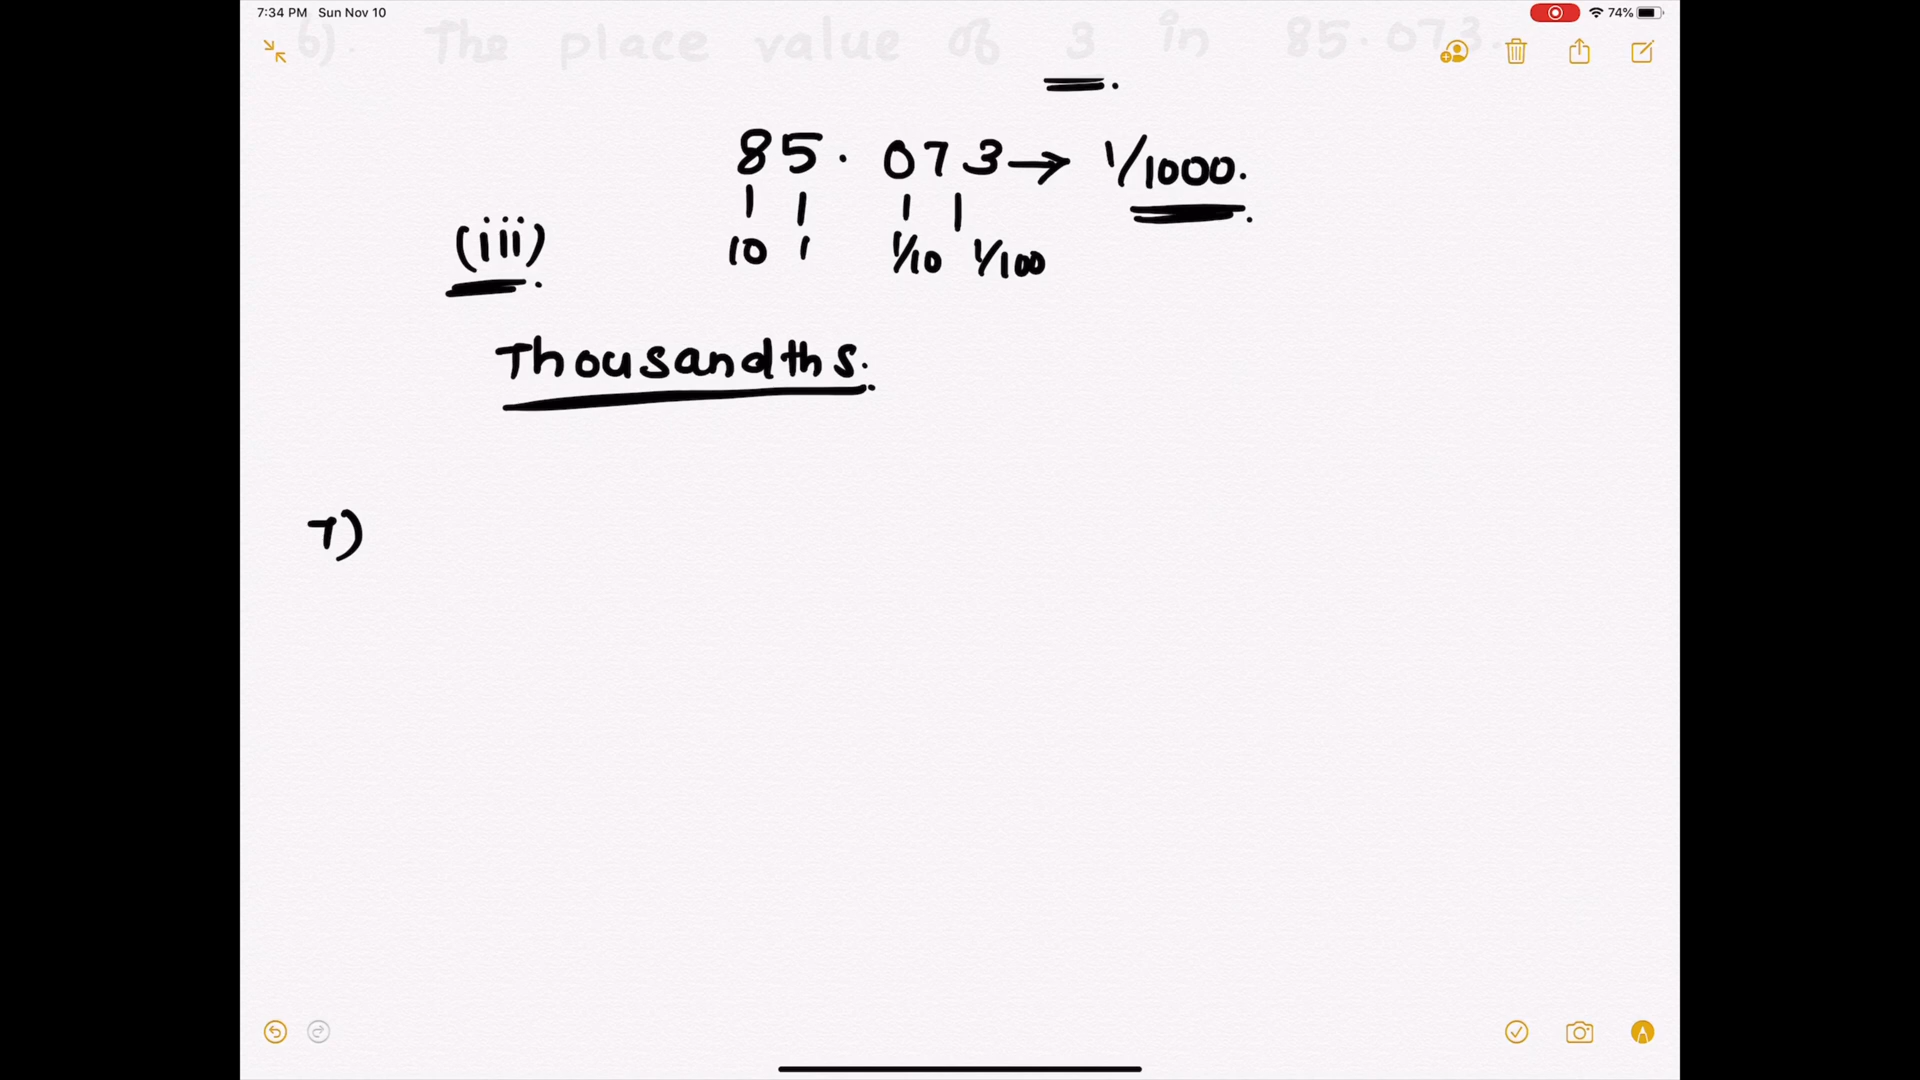 7:34 PM Sun Nov 10
74%
6). The place value of 3 in 85.073.
85.073→ 1/1000.
10 1 1/10 1/100
(iii)
Thousandths.
7)